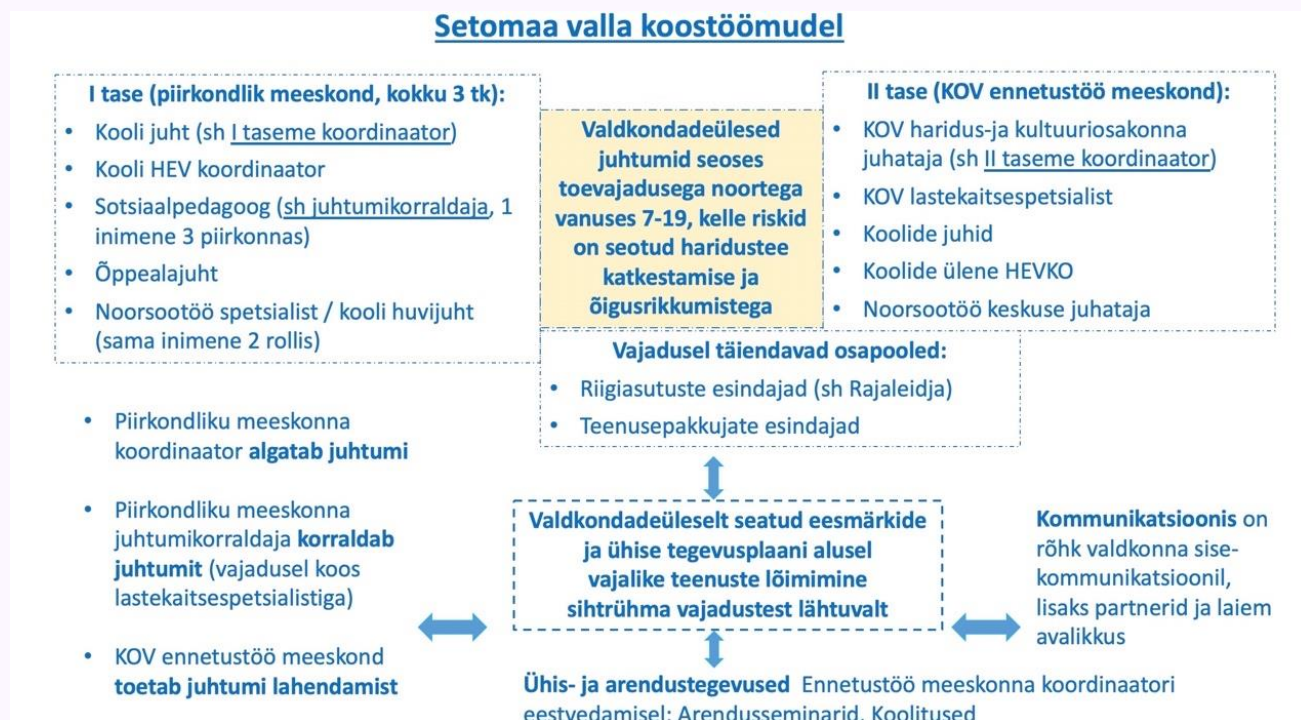 Setomaa valla koostöömudel
I tase (piirkondlik meeskond, kokku 3 tk):
• Kooli juht (sh I taseme koordinaator)
• Kooli HEV koordinaator
• Sotsiaalpedagoog (sh juhtumikorraldaja, 1
inimene 3 piirkonnas)
• Õppealajuht
• Noorsootöö spetsialist / kooli huvijuht
(sama inimene 2 rollis)
Valdkondadeülesed
juhtumid seoses
toevajadusega noortega
vanuses 7-19, kelle riskid
on seotud haridustee
katkestamise ja
õigusrikkumistega
II tase (KOV ennetustöö meeskond):
• KOV haridus-ja kultuuriosakonna
juhataja (sh II taseme koordinaator)
• KOV lastekaitsespetsialist
• Koolide juhid
• Koolide ülene HEVKO
• Noorsootöö keskuse juhataja
Vajadusel täiendavad osapooled:
• Riigiasutuste esindajad (sh Rajaleidja)
• Teenusepakkujate esindajad
• Piirkondliku meeskonna
koordinaator algatab juhtumi
• Piirkondliku meeskonna
juhtumikorraldaja korraldab
juhtumit (vajadusel koos
lastekaitsespetsialistiga)
• KOV ennetustöö meeskond
toetab juhtumi lahendamist
Valdkondadeüleselt seatud eesmärkide
ja ühise tegevusplaani alusel
vajalike teenuste lõimimine
sihtrühma vajadustest lähtuvalt
Kommunikatsioonis on
rõhk valdkonna sise-
kommunikatsioonil,
lisaks partnerid ja laiem
avalikkus
Ühis- ja arendustegevused Ennetustöö meeskonna koordinaatori
eestvedamisel: Arendusseminarid, Koolitused